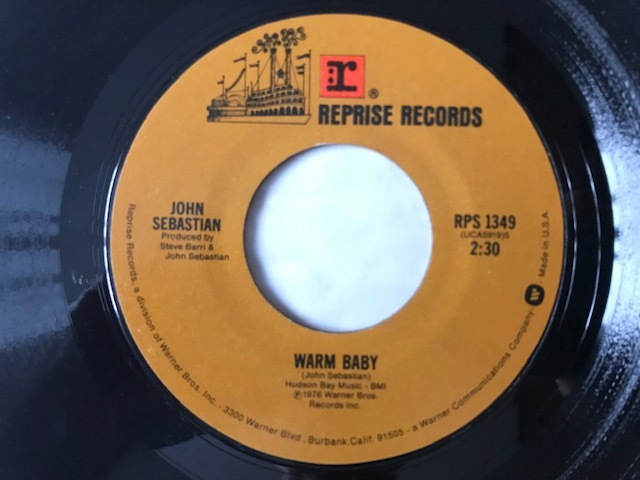 r®
REPRISE RECORDS
JOHN
SEBASTIAN
Produced by
Steve Barri &
John Sebastian
RPS 1349
(UCA5919)S
2:30
WARM BABY
(John Sebastian)
Hudson Bay Music - BMI
℗1976 Warner Bros.
Records Inc.
Reprise Records, a division of Warner Bros. Inc. - 3300 Warner Blvd., Burbank, Calif. 91505 - a Warner Communications Company. Made in U.S.A.